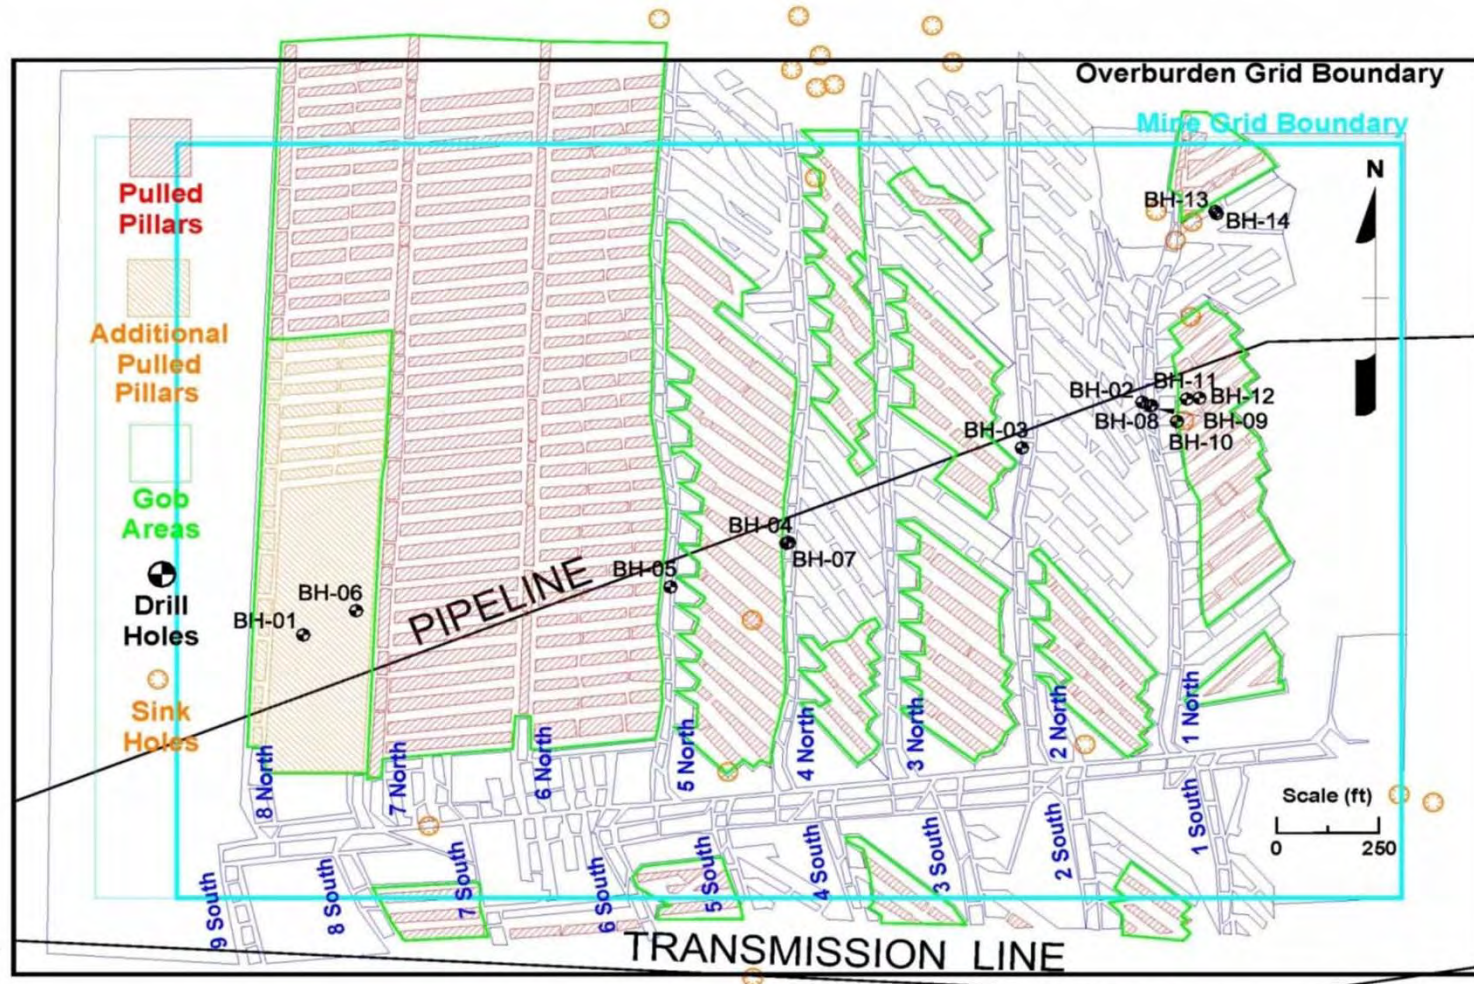 Overburden Grid Boundary
Mine Grid Boundary
N
Pulled
Pillars
Additional
Pulled
Pillars
Gob
Areas
Drill
Holes
Sink
Holes
BH-13
BH-14
BH-11
BH-02
BH-12
BH-08
BH-09
BH-10
BH-03
BH-04
BH-07
BH-05
BH-06
BH-01
PIPELINE
8 North
7 North
6 North
5 North
4 North
3 North
2 North
1 North
Scale (ft)
0
250
9 South
8 South
7 South
6 South
5 South
4 South
3 South
2 South
1 South
TRANSMISSION LINE